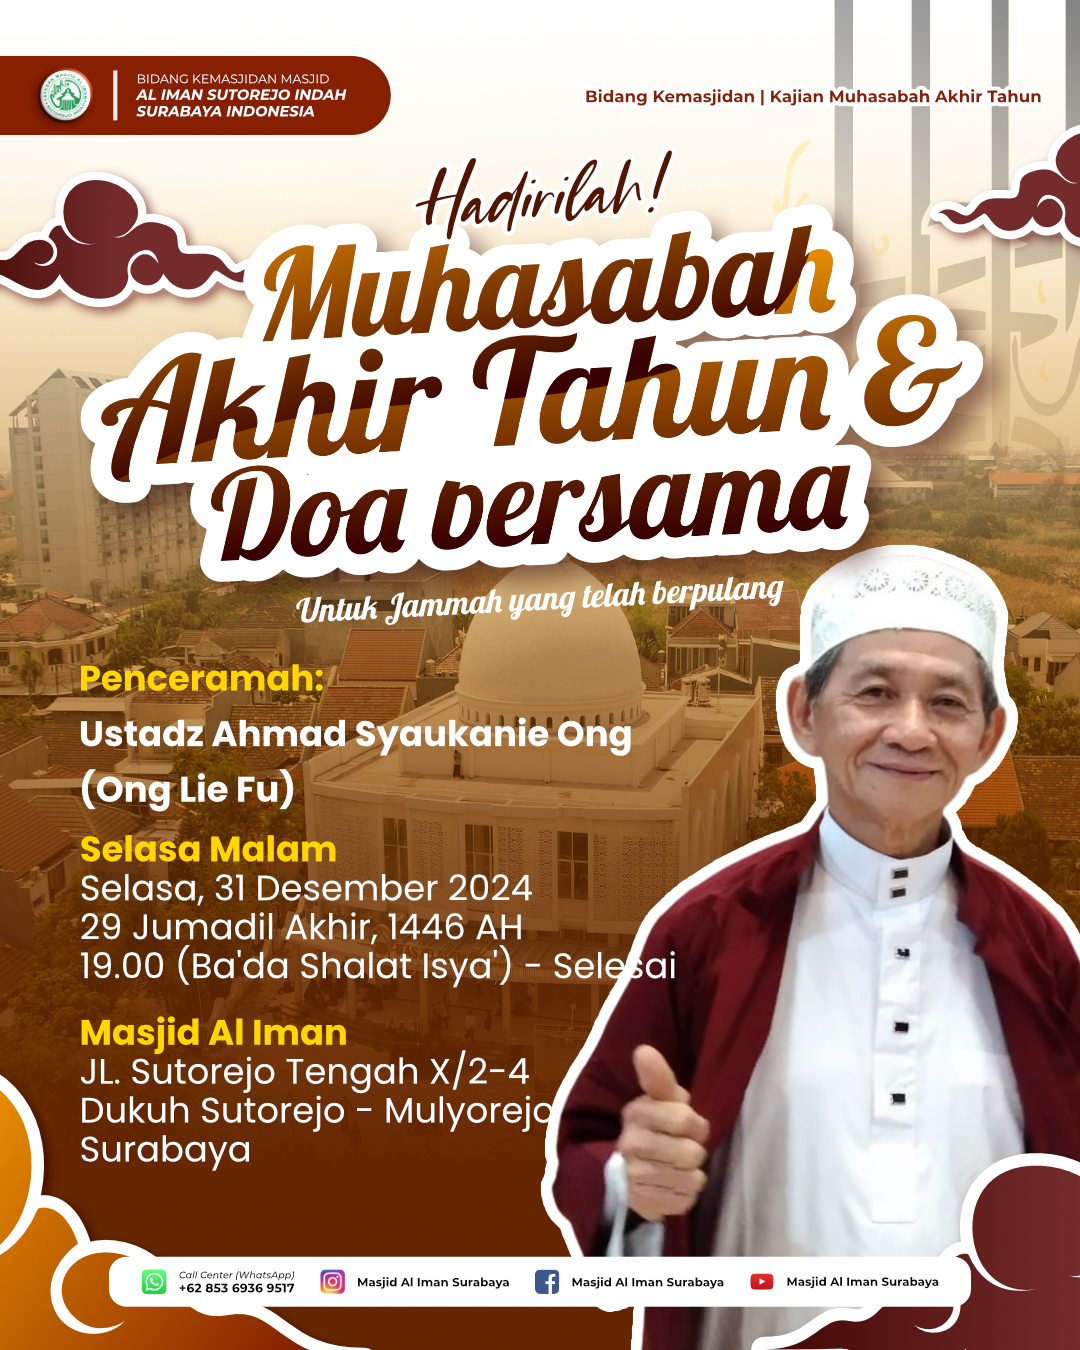 BIDANG KEMASJIDAN MASJID
AL IMAN SUTOREJO INDAH
SURABAYA INDONESIA
Bidang Kemasjidan | Kajian Muhasabah Akhir Tahun
Hadirilah!
Muhasabah
Akhir Tahun &
Doa bersama
Untuk Jammah yang telah berpulang
Penceramah:
Ustadz Ahmad Syaukanie Ong
(Ong Lie Fu)
Selasa Malam
Selasa, 31 Desember 2024
29 Jumadil Akhir, 1446 AH
19.00 (Ba'da Shalat Isya') - Selesai
Masjid Al Iman
JL. Sutorejo Tengah X/2-4
Dukuh Sutorejo - Mulyorejo
Surabaya
Call Center (WhatsApp)
+62 853 6936 9517
Masjid Al Iman Surabaya
Masjid Al Iman Surabaya
Masjid Al Iman Surabaya